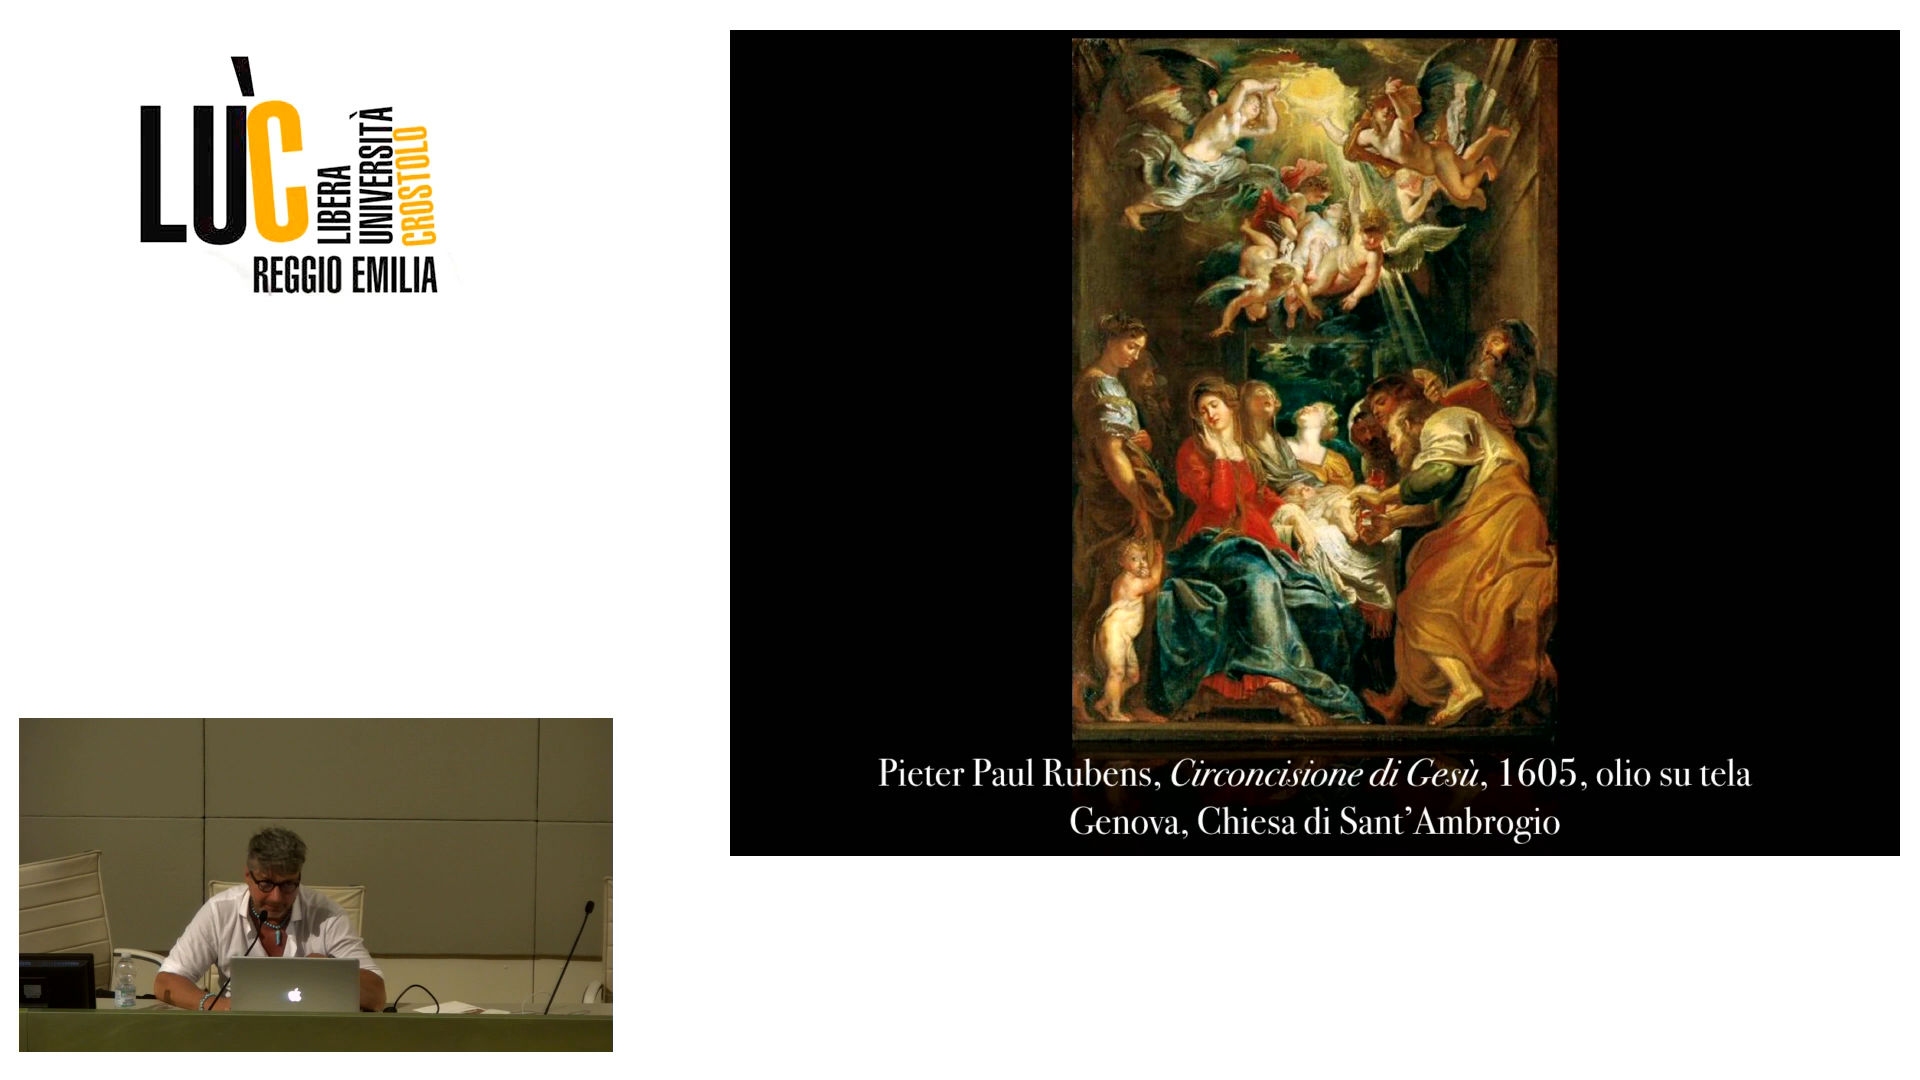 LÙC
LIBERA
UNIVERSITÀ
CROSTOLO
REGGIO EMILIA
Pieter Paul Rubens, Circoncisione di Gesù, 1605, olio su tela
Genova, Chiesa di Sant’Ambrogio